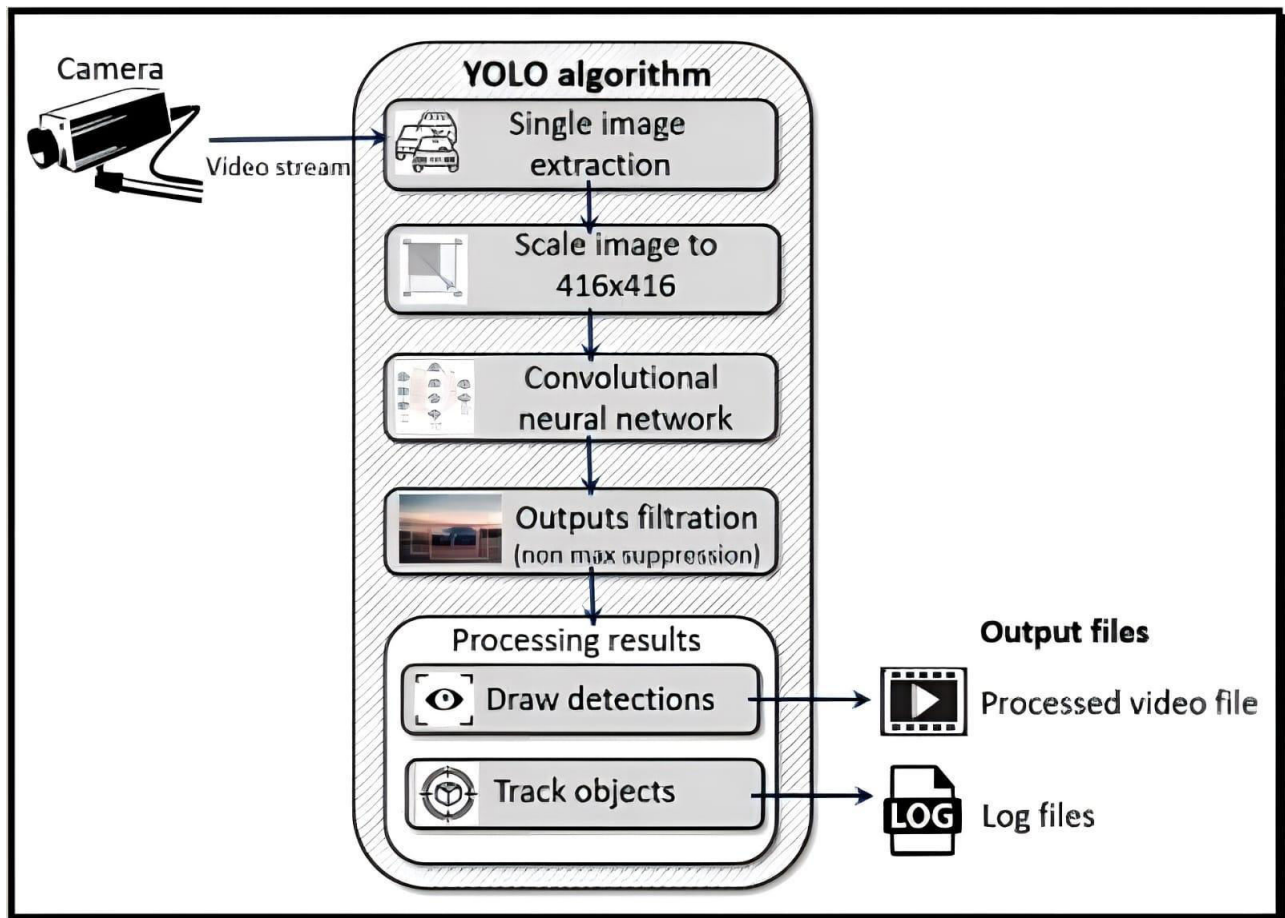 Camera
Video stream
YOLO algorithm
Single image
extraction
Scale image to
416x416
Convolutional
neural network
Outputs filtration
(non max suppression)
Processing results
Draw detections
Track objects
Output files
Processed video file
LOG
Log files